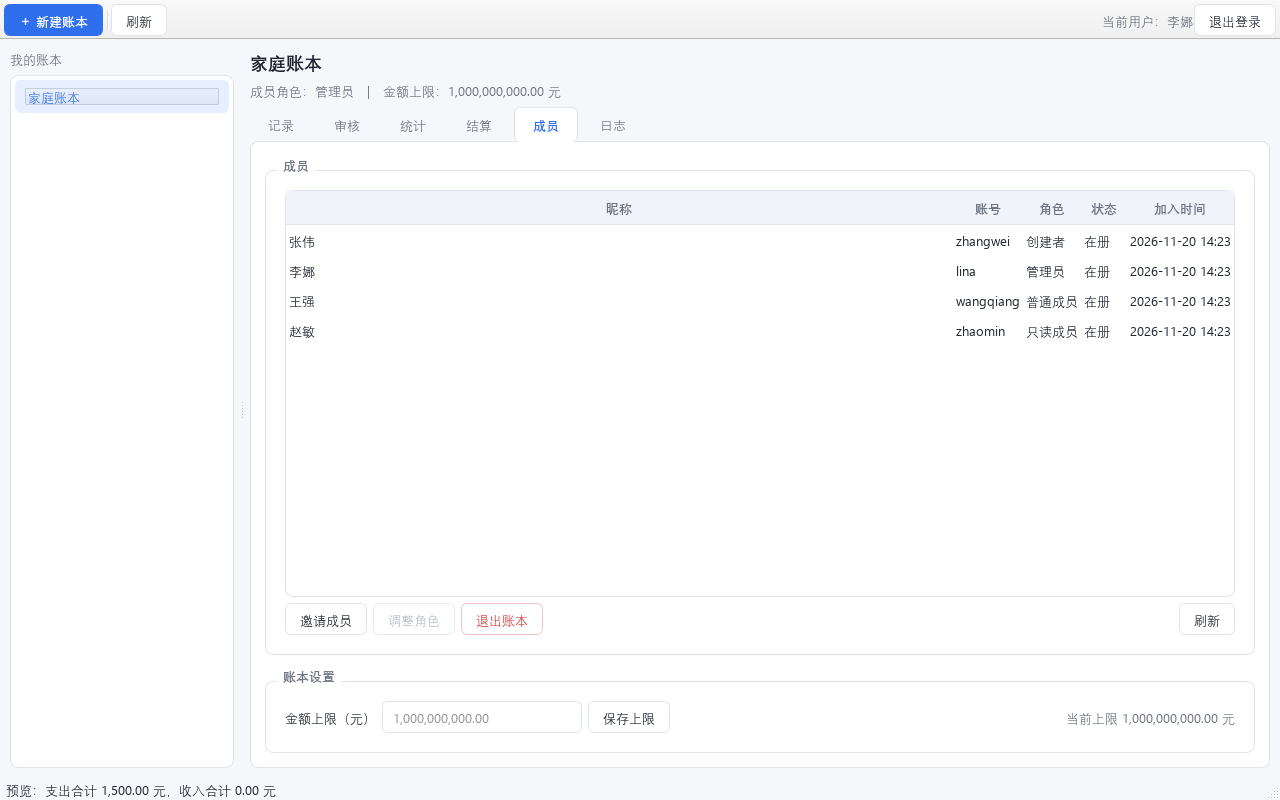 + 新建账本 刷新 当前用户: 李娜 退出登录
我的账本
家庭账本
家庭账本
成员角色: 管理员 | 金额上限: 1,000,000,000.00 元
记录 审核 统计 结算 成员 日志
成员
昵称 账号 角色 状态 加入时间
张伟 zhangwei 创建者 在册 2026-11-20 14:23
李娜 lina 管理员 在册 2026-11-20 14:23
王强 wangqiang 普通成员 在册 2026-11-20 14:23
赵敏 zhaomin 只读成员 在册 2026-11-20 14:23
邀请成员 调整角色 退出账本 刷新
账本设置
金额上限（元） 1,000,000,000.00 保存上限 当前上限 1,000,000,000.00 元
预览: 支出合计 1,500.00 元, 收入合计 0.00 元